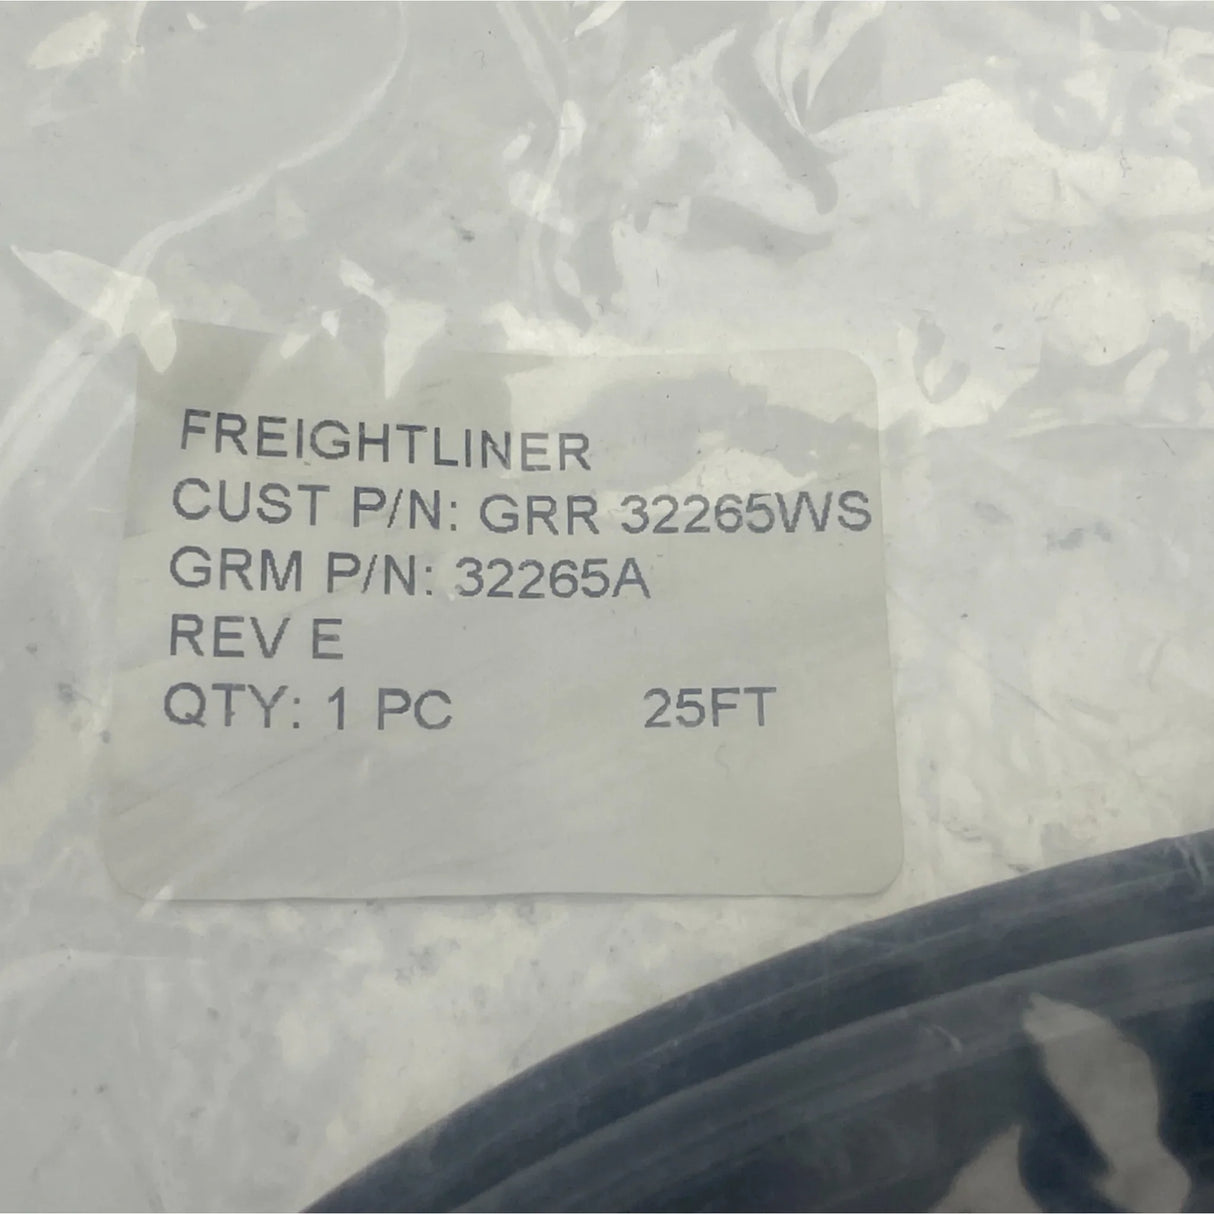 FREIGHTLINER
CUST P/N: GRR 32265WS
GRM P/N: 32265A
REV E
QTY: 1 PC 25FT